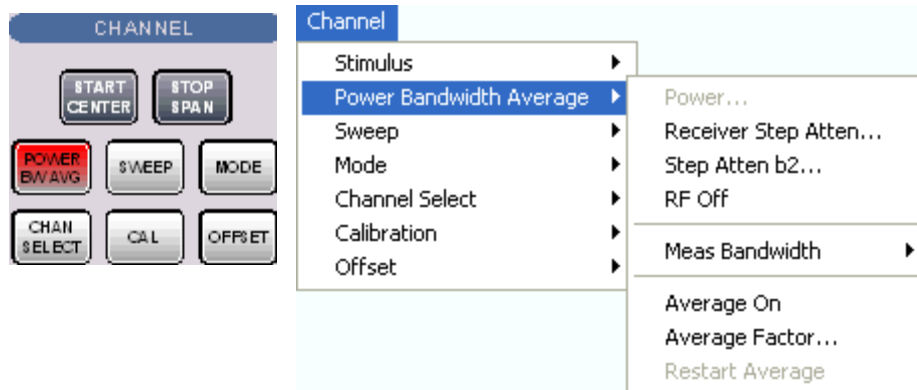 CHANNEL
START
CENTER
STOP
SPAN
POWER
BW AVG
SWEEP
MODE
CHAN
SELECT
CAL
OFFSET
Channel
Stimulus
Power Bandwidth Average
Sweep
Mode
Channel Select
Calibration
Offset
Power...
Receiver Step Atten...
Step Atten b2...
RF Off
Meas Bandwidth
Average On
Average Factor...
Restart Average